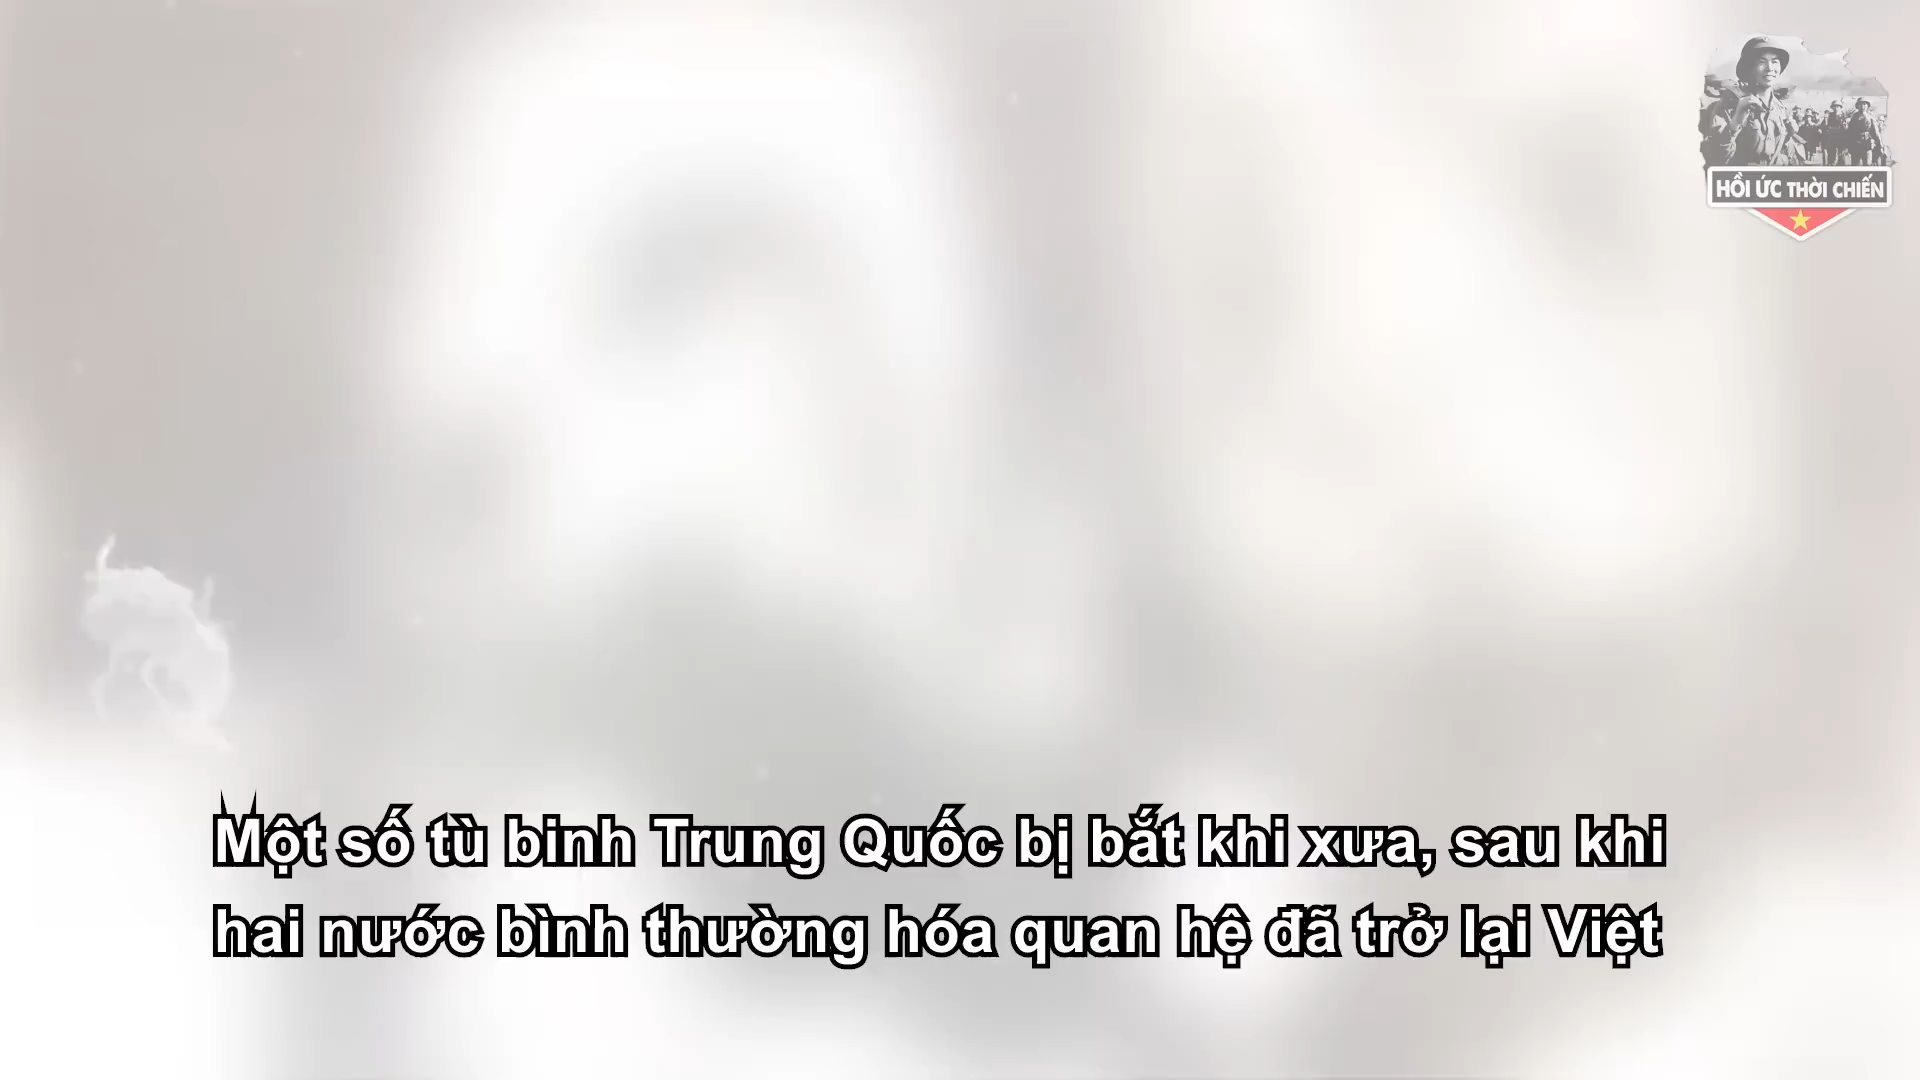 HỒI ỨC THỜI CHIẾN
Một số tù binh Trung Quốc bị bắt khi xưa, sau khi
hai nước bình thường hóa quan hệ đã trở lại Việt